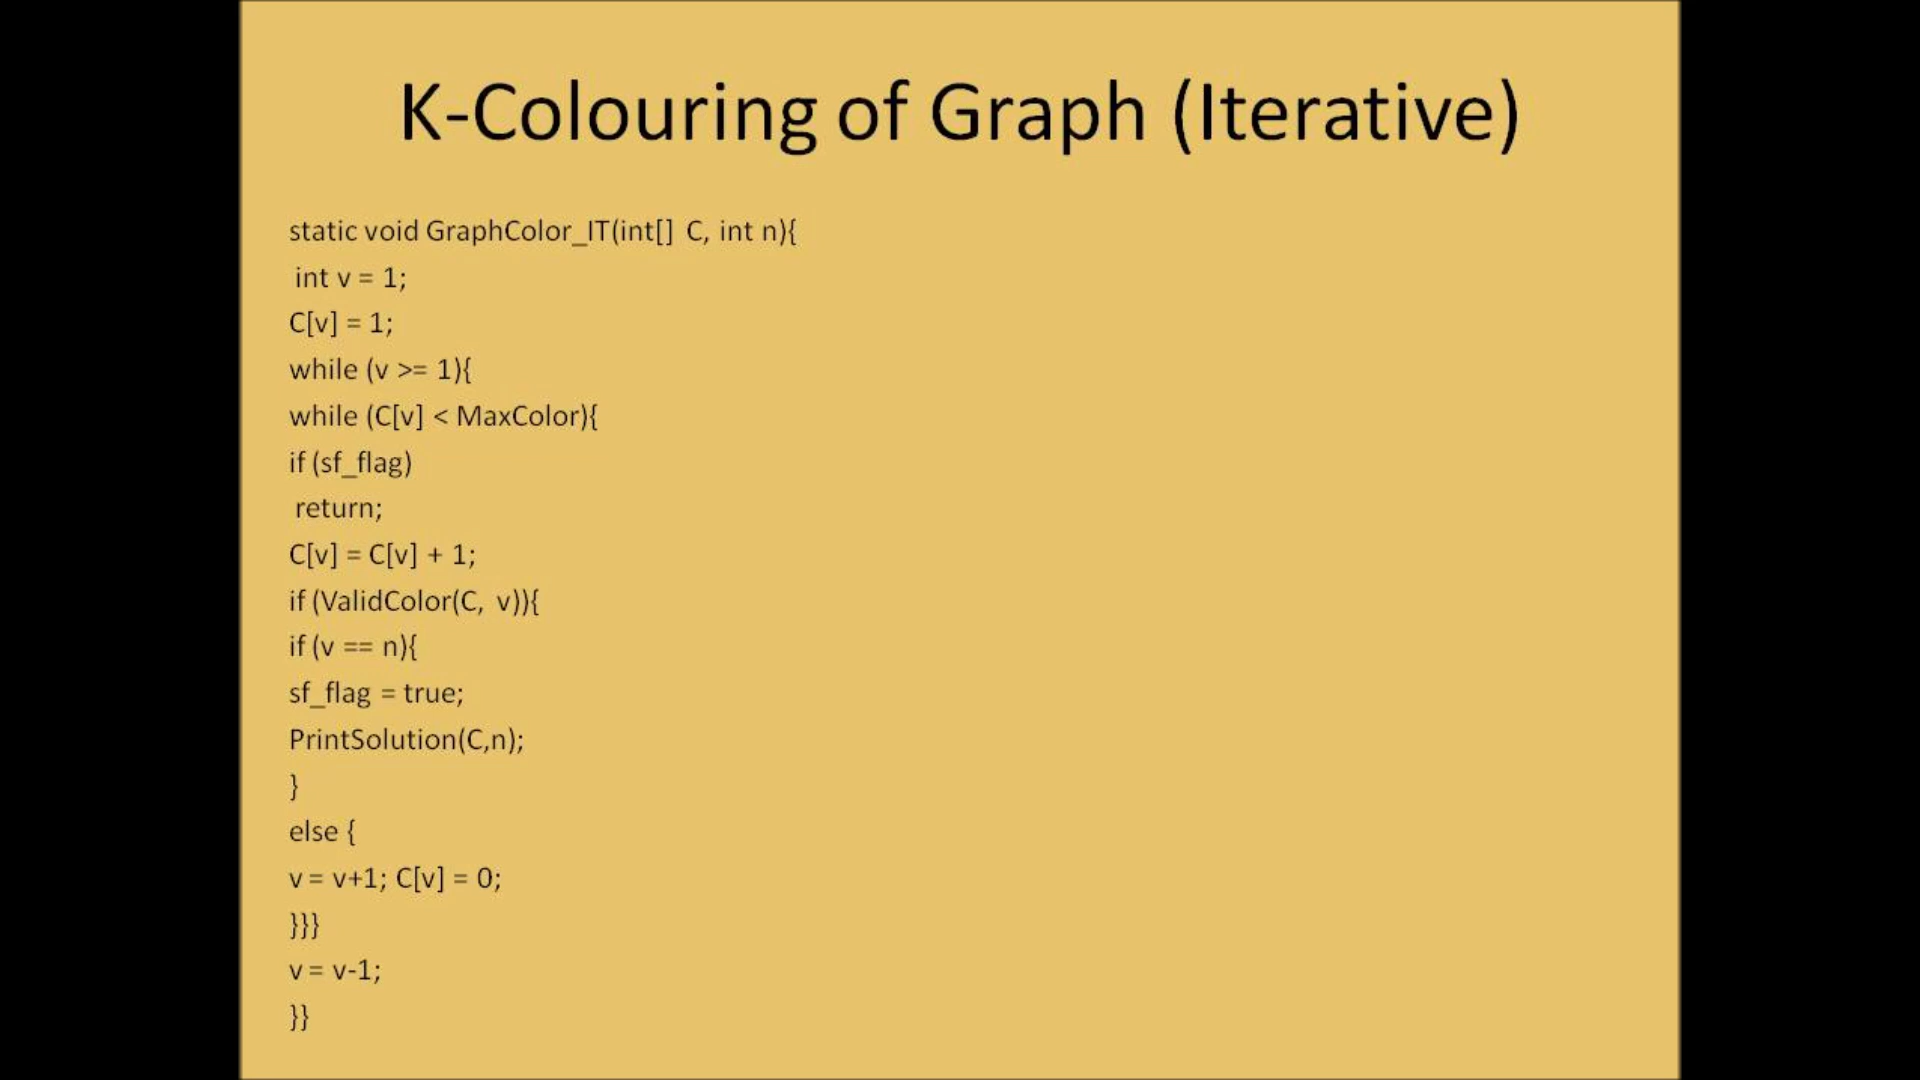 K-Colouring of Graph (Iterative)
static void GraphColor_IT(int[] C, int n){
int v = 1;
C[v] = 1;
while (v >= 1){
while (C[v] < MaxColor){
if (sf_flag)
return;
C[v] = C[v] + 1;
if (ValidColor(C, v)){
if (v == n){
sf_flag = true;
PrintSolution(C,n);
}
else {
v = v+1; C[v] = 0;
}}}
v = v-1;
}}